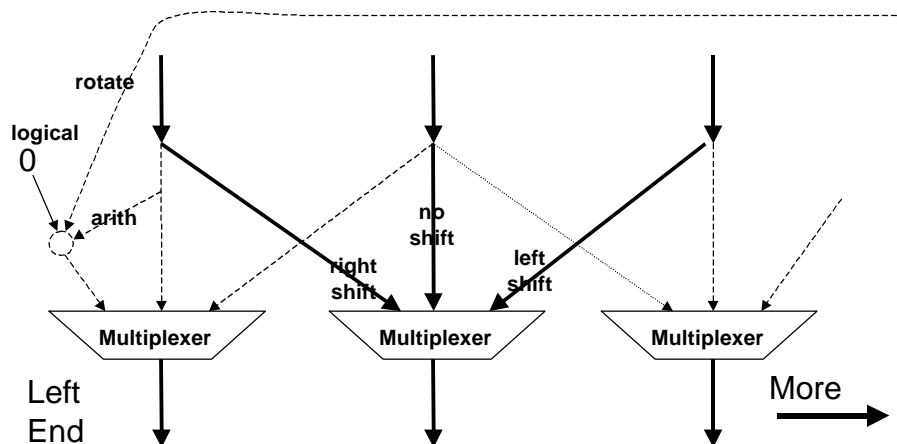 rotate
logical
0
arith
no
shift
right
shift
left
shift
Multiplexer
Multiplexer
Multiplexer
Left
End
More